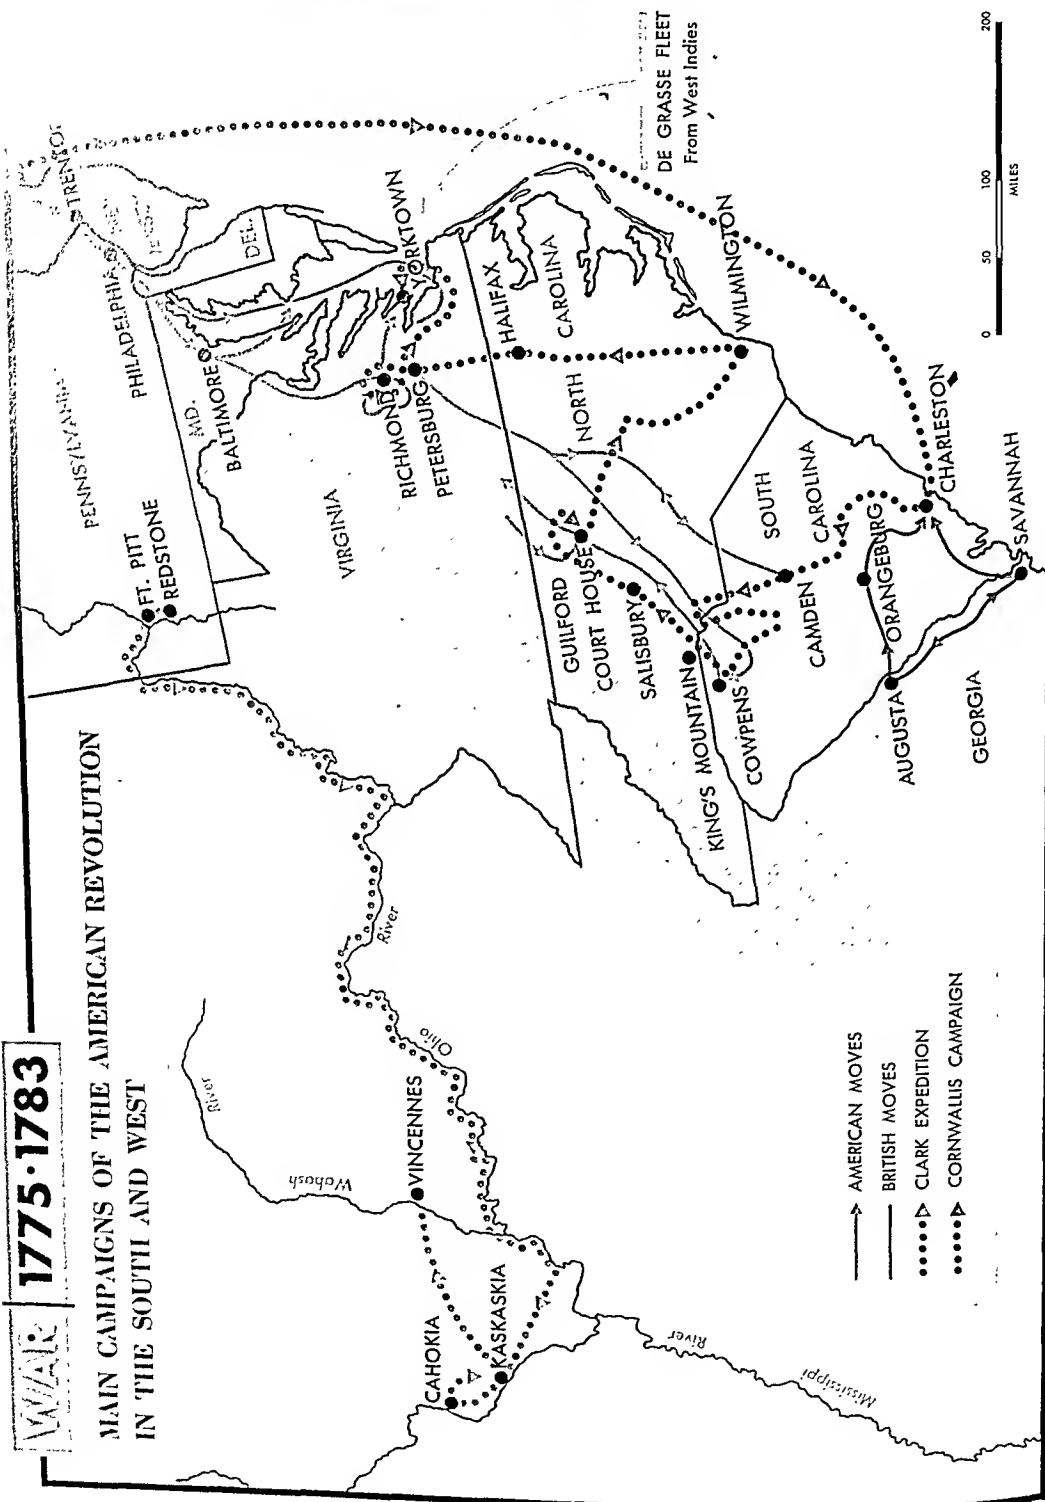 WAR 1775·1783
MAIN CAMPAIGNS OF THE AMERICAN REVOLUTION
IN THE SOUTH AND WEST
CAHOKIA
KASKASKIA
VINCENNES
Wabash
River
Ohio
River
Mississippi
River
FT. PITT
REDSTONE
PENNSYLVANIA
PHILADELPHIA
TRENTON
NEW
JERSEY
MD.
DEL.
BALTIMORE
VIRGINIA
RICHMOND
PETERSBURG
YORKTOWN
HALIFAX
NORTH
CAROLINA
GUILFORD
COURT HOUSE
SALISBURY
KING'S MOUNTAIN
COWPENS
WILMINGTON
SOUTH
CAROLINA
CAMDEN
ORANGEBURG
AUGUSTA
GEORGIA
CHARLESTON
SAVANNAH
DE GRASSE FLEET
From West Indies
AMERICAN MOVES
BRITISH MOVES
CLARK EXPEDITION
CORNWALLIS CAMPAIGN
0 50 100 200
MILES